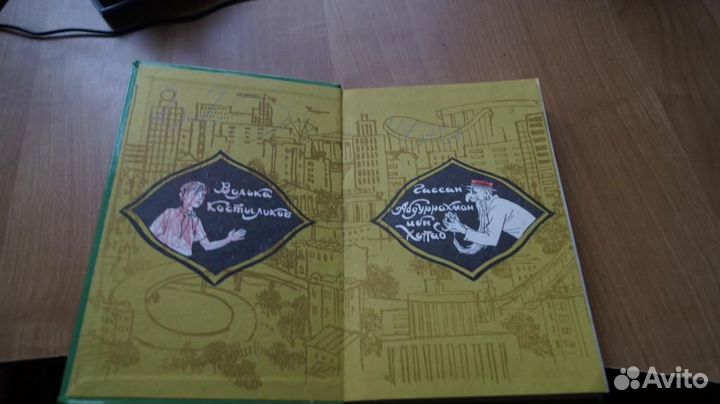 Волька
Костыльков
Гассан
Абдуррахман
ибн
Хоттаб
Avito